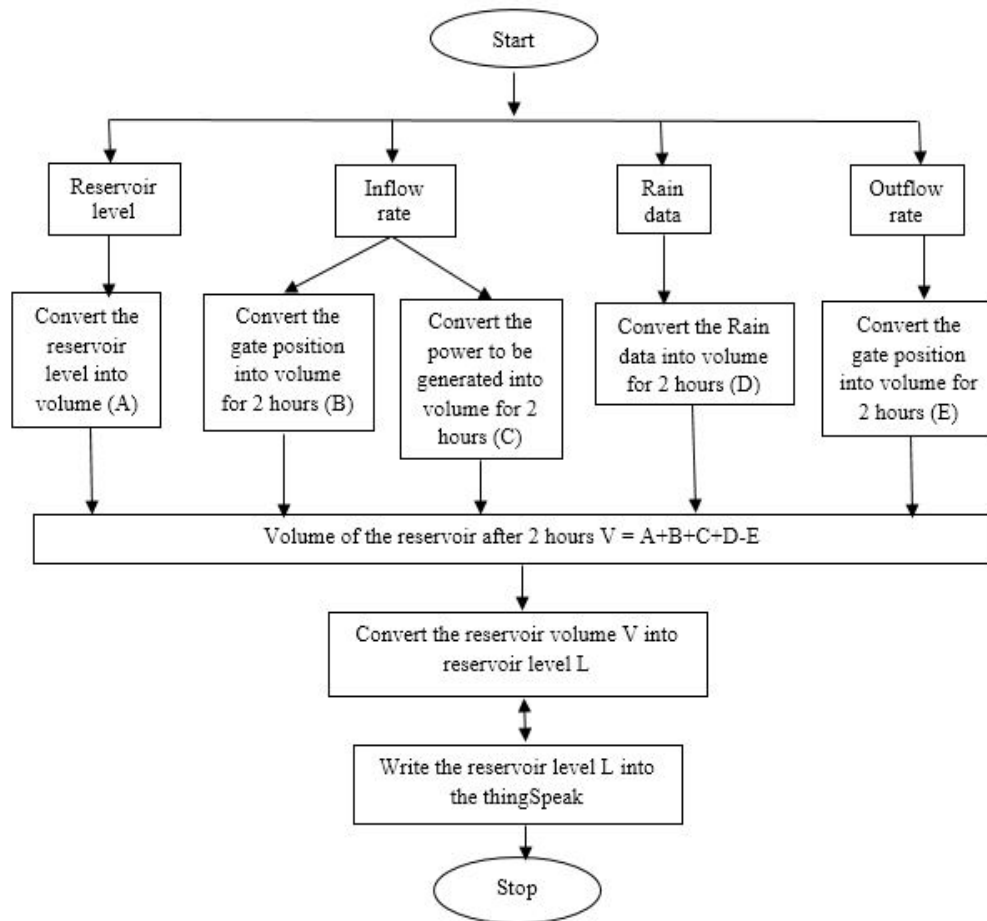 Start
Reservoir
level
Inflow
rate
Rain
data
Outflow
rate
Convert the
reservoir
level into
volume (A)
Convert the
gate position
into volume
for 2 hours (B)
Convert the
power to be
generated into
volume for 2
hours (C)
Convert the Rain
data into volume
for 2 hours (D)
Convert the
gate position
into volume for
2 hours (E)
Volume of the reservoir after 2 hours V = A+B+C+D-E
Convert the reservoir volume V into
reservoir level L
Write the reservoir level L into
the thingSpeak
Stop